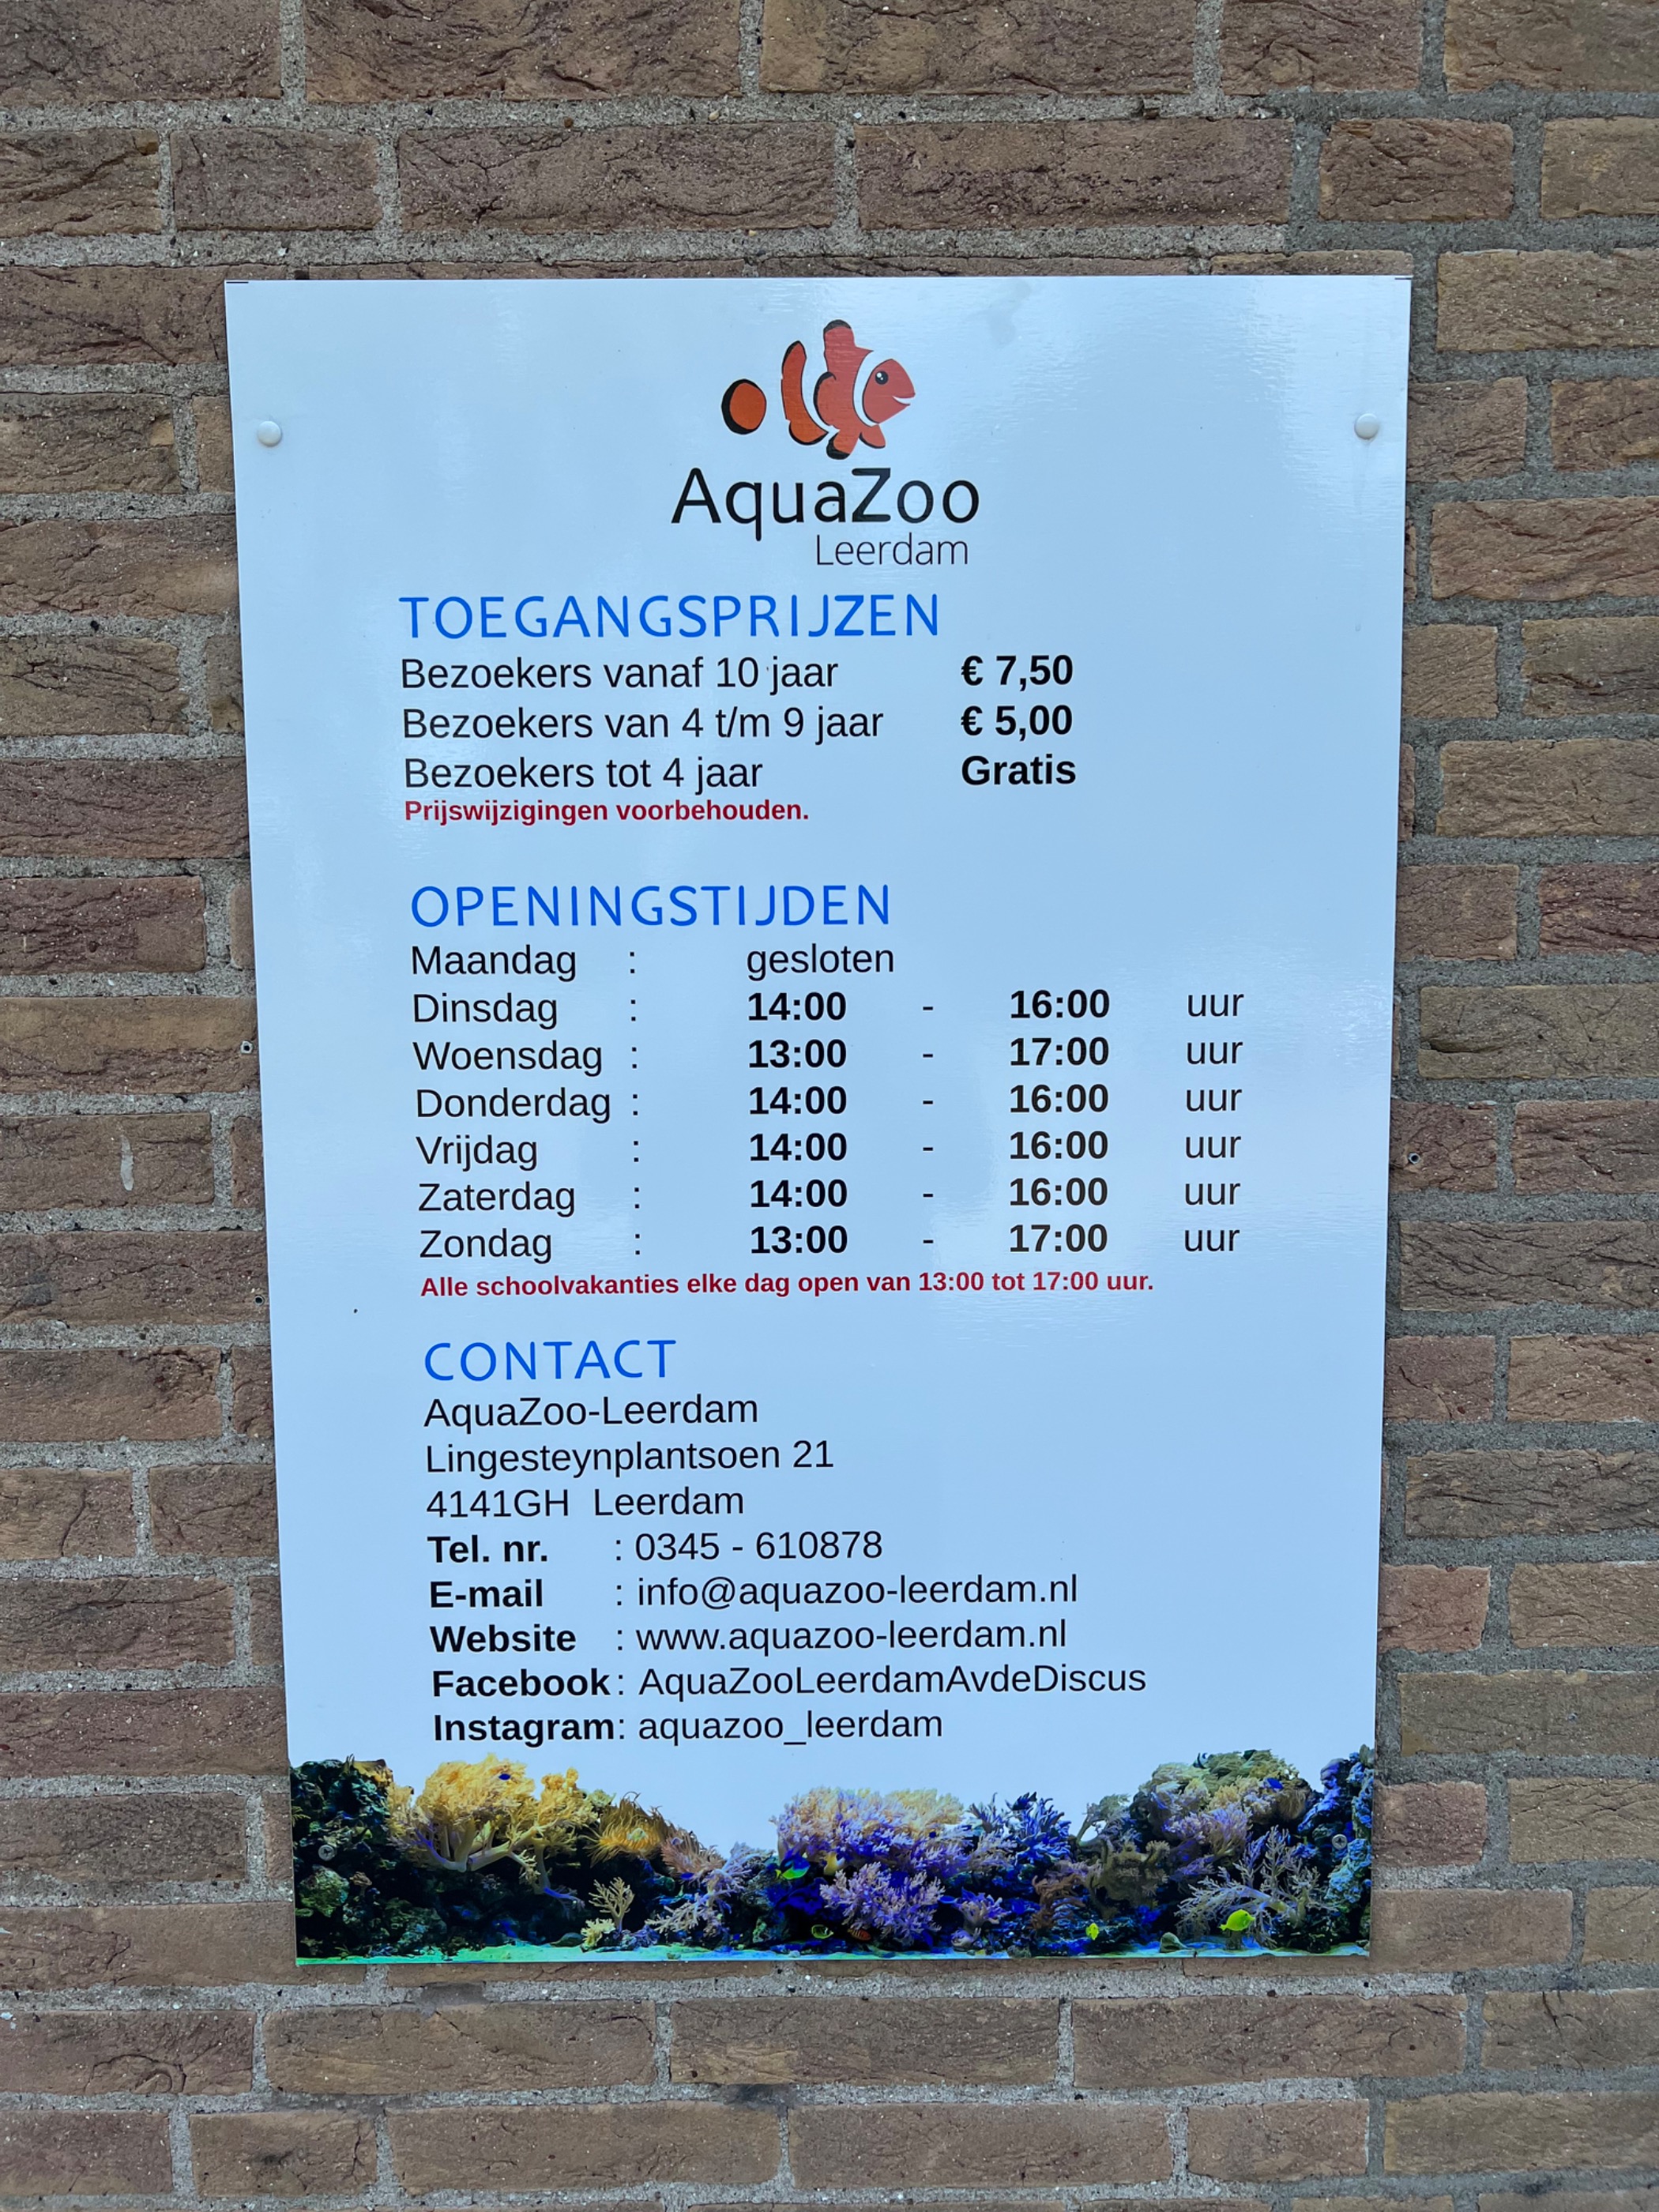 AquaZoo
Leerdam
TOEGANGSPRIJZEN
Bezoekers vanaf 10 jaar € 7,50
Bezoekers van 4 t/m 9 jaar € 5,00
Bezoekers tot 4 jaar Gratis
Prijswijzigingen voorbehouden.
OPENINGSTIJDEN
Maandag : gesloten
Dinsdag : 14:00 - 16:00 uur
Woensdag : 13:00 - 17:00 uur
Donderdag : 14:00 - 16:00 uur
Vrijdag : 14:00 - 16:00 uur
Zaterdag : 14:00 - 16:00 uur
Zondag : 13:00 - 17:00 uur
Alle schoolvakanties elke dag open van 13:00 tot 17:00 uur.
CONTACT
AquaZoo-Leerdam
Lingesteynplantsoen 21
4141GH Leerdam
Tel. nr. : 0345 - 610878
E-mail : info@aquazoo-leerdam.nl
Website : www.aquazoo-leerdam.nl
Facebook : AquaZooLeerdamAvdeDiscus
Instagram: aquazoo_leerdam